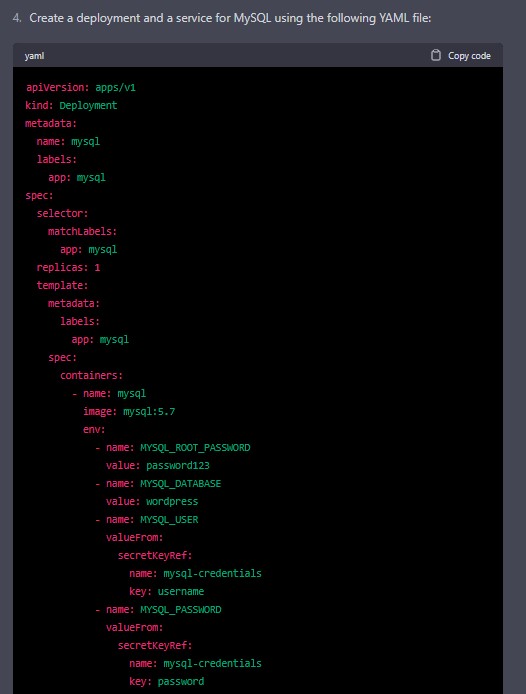 4. Create a deployment and a service for MySQL using the following YAML file:
yaml Copy code
apiVersion: apps/v1
kind: Deployment
metadata:
  name: mysql
  labels:
    app: mysql
spec:
  selector:
    matchLabels:
      app: mysql
  replicas: 1
  template:
    metadata:
      labels:
        app: mysql
    spec:
      containers:
        - name: mysql
          image: mysql:5.7
          env:
            - name: MYSQL_ROOT_PASSWORD
              value: password123
            - name: MYSQL_DATABASE
              value: wordpress
            - name: MYSQL_USER
              valueFrom:
                secretKeyRef:
                  name: mysql-credentials
                  key: username
            - name: MYSQL_PASSWORD
              valueFrom:
                secretKeyRef:
                  name: mysql-credentials
                  key: password